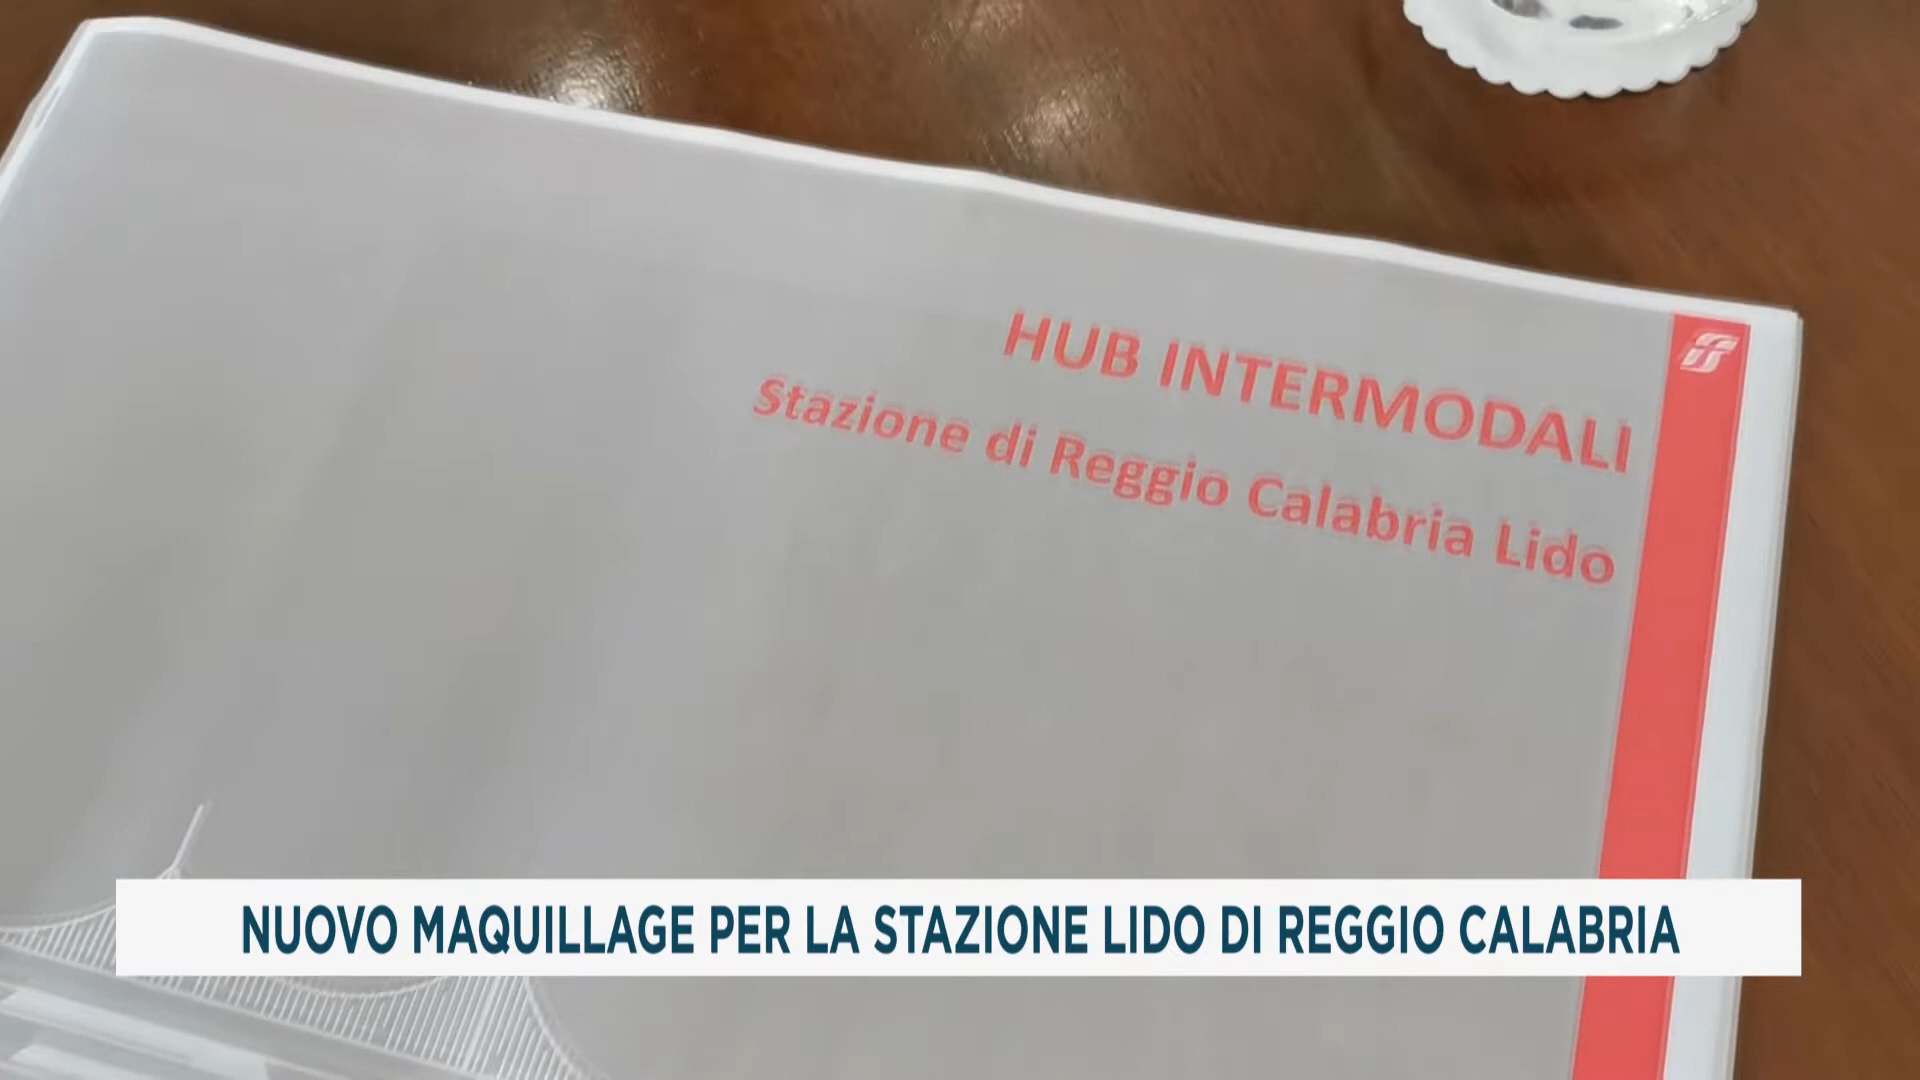 HUB INTERMODALI
Stazione di Reggio Calabria Lido
NUOVO MAQUILLAGE PER LA STAZIONE LIDO DI REGGIO CALABRIA